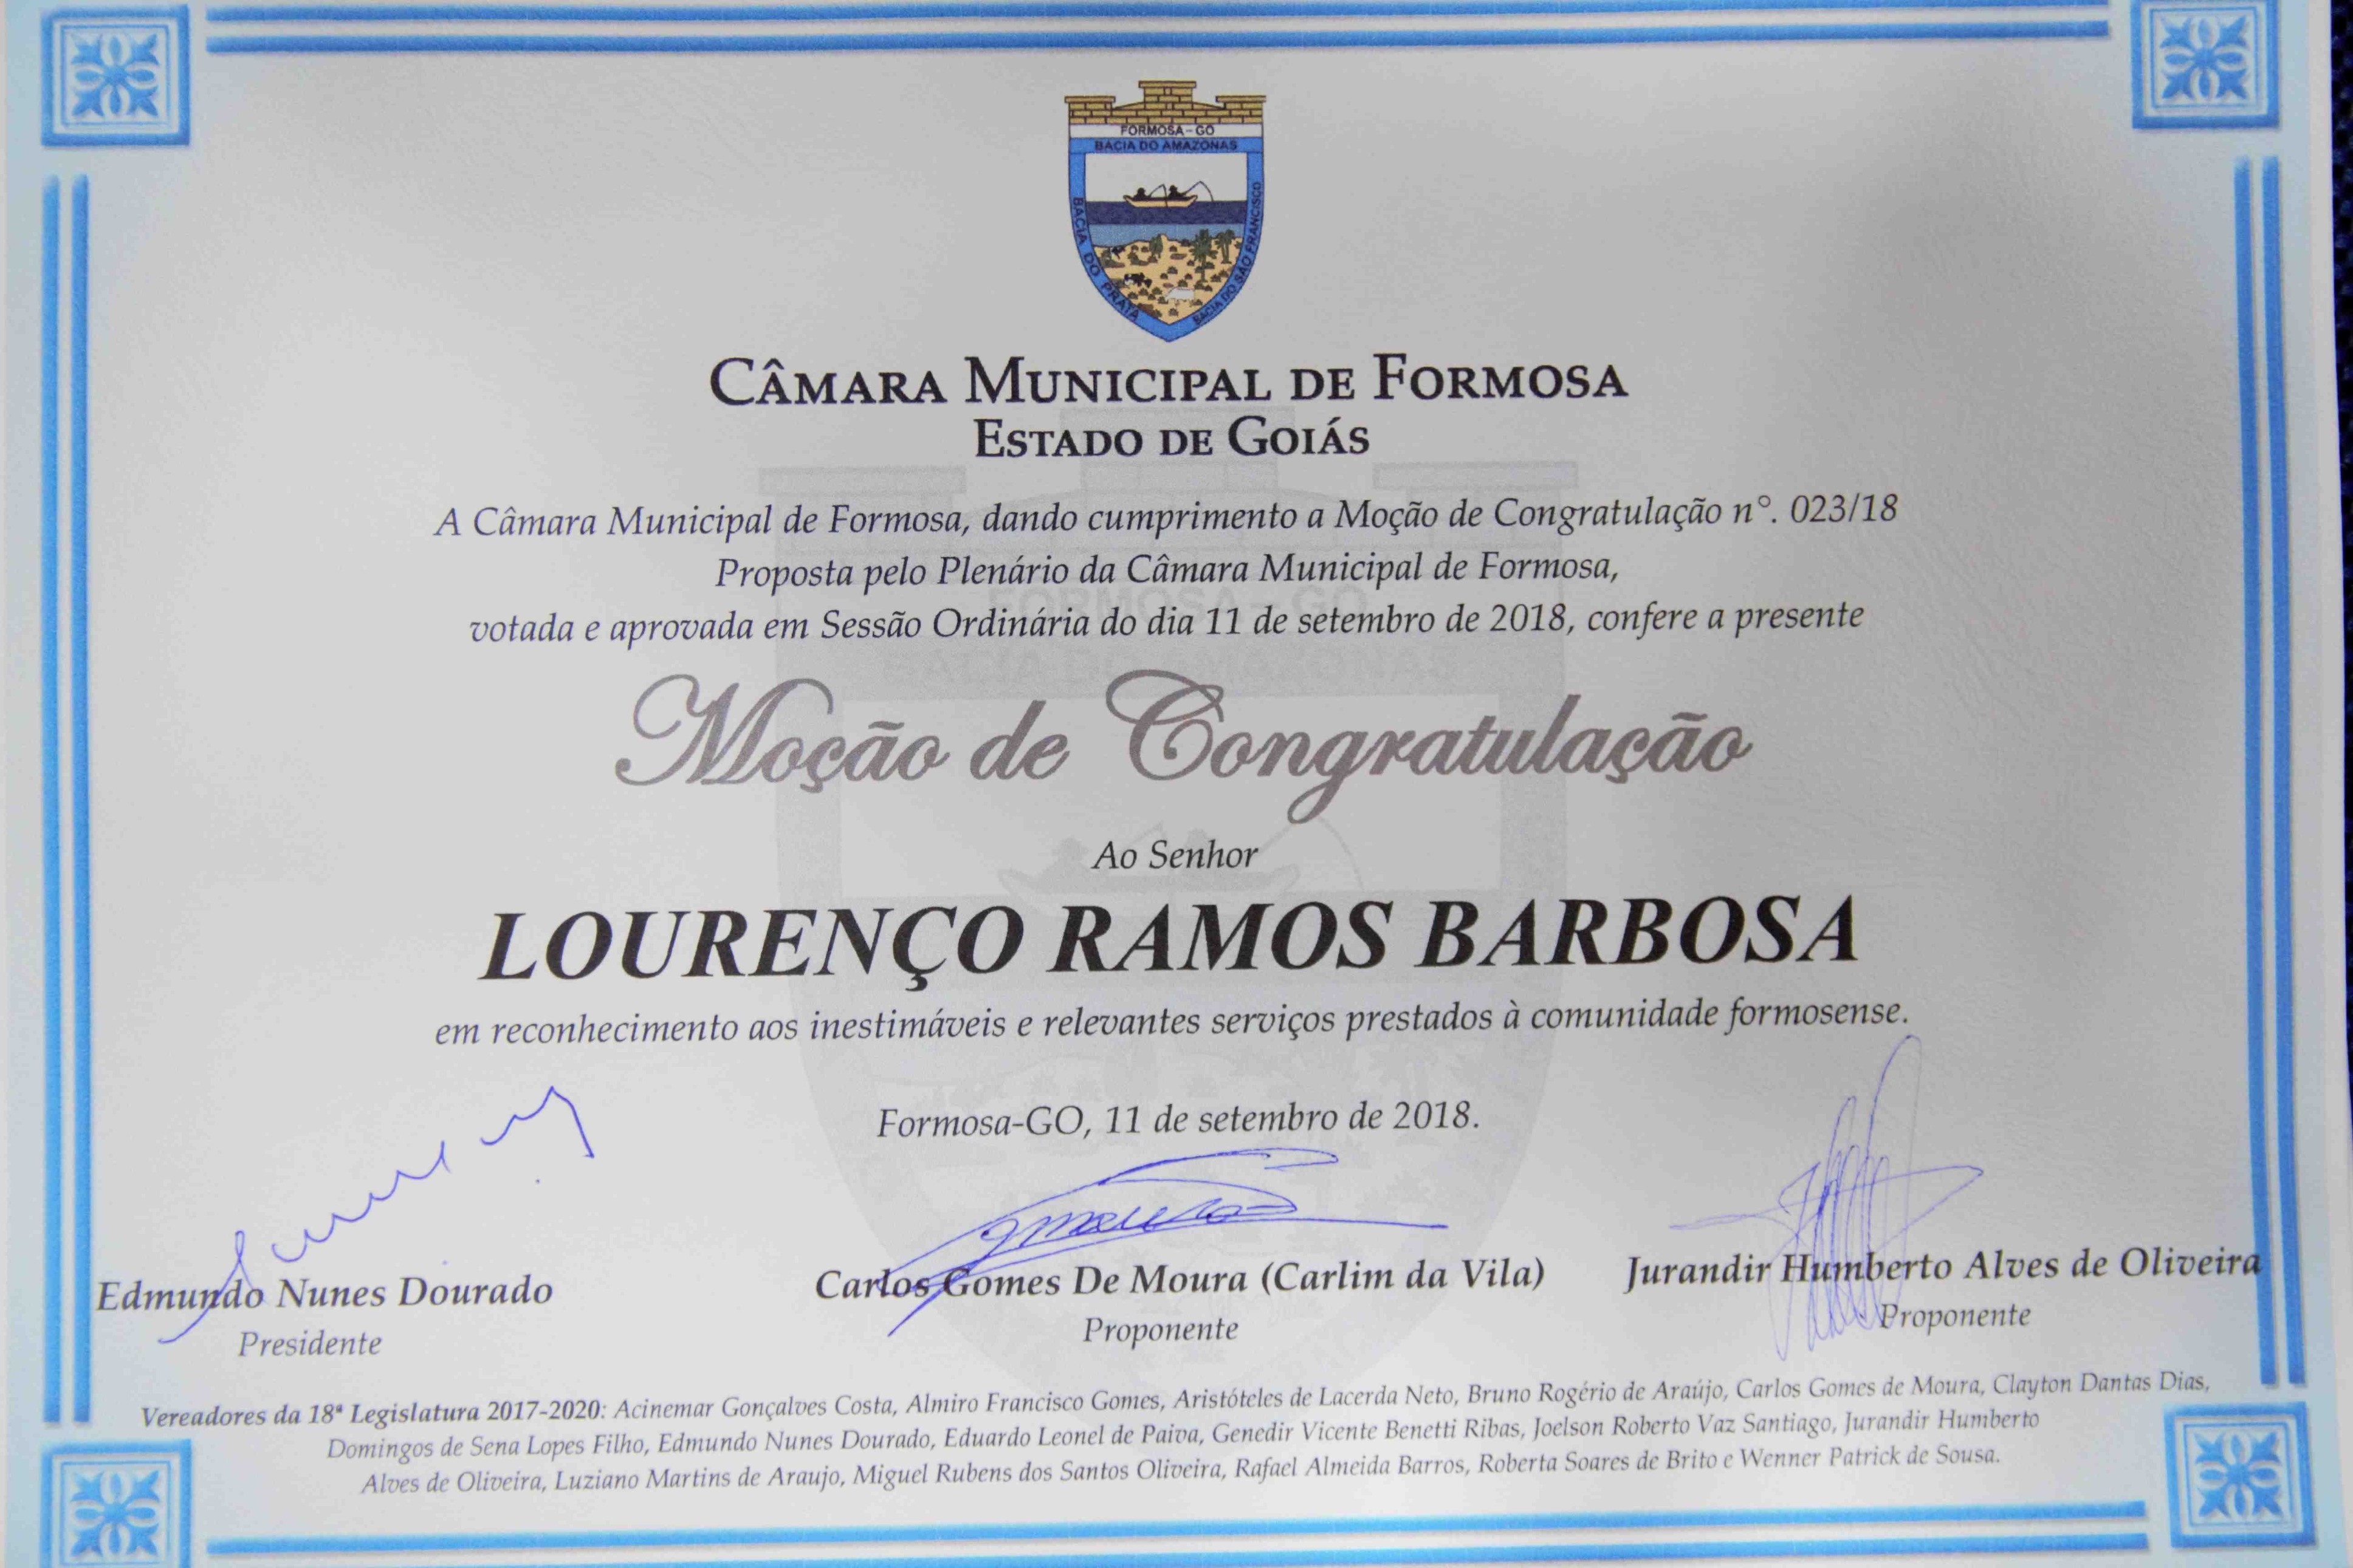 FORMOSA - GO
BACIA DO AMAZONAS
BACIA DO PRATA
BACIA DO SÃO FRANCISCO
CÂMARA MUNICIPAL DE FORMOSA
ESTADO DE GOIÁS
A Câmara Municipal de Formosa, dando cumprimento a Moção de Congratulação n°. 023/18
Proposta pelo Plenário da Câmara Municipal de Formosa,
votada e aprovada em Sessão Ordinária do dia 11 de setembro de 2018, confere a presente
FORMOSA - GO
BACIA DO AMAZONAS
Moção de Congratulação
Ao Senhor
LOURENÇO RAMOS BARBOSA
em reconhecimento aos inestimáveis e relevantes serviços prestados à comunidade formosense.
Formosa-GO, 11 de setembro de 2018.
Edmundo Nunes Dourado
Presidente
Carlos Gomes De Moura (Carlim da Vila)
Proponente
Jurandir Humberto Alves de Oliveira
Proponente
Vereadores da 18ª Legislatura 2017-2020: Acinemar Gonçalves Costa, Almiro Francisco Gomes, Aristóteles de Lacerda Neto, Bruno Rogério de Araújo, Carlos Gomes de Moura, Clayton Dantas Dias,
Domingos de Sena Lopes Filho, Edmundo Nunes Dourado, Eduardo Leonel de Paiva, Genedir Vicente Benetti Ribas, Joelson Roberto Vaz Santiago, Jurandir Humberto
Alves de Oliveira, Luziano Martins de Araujo, Miguel Rubens dos Santos Oliveira, Rafael Almeida Barros, Roberta Soares de Brito e Wenner Patrick de Sousa.